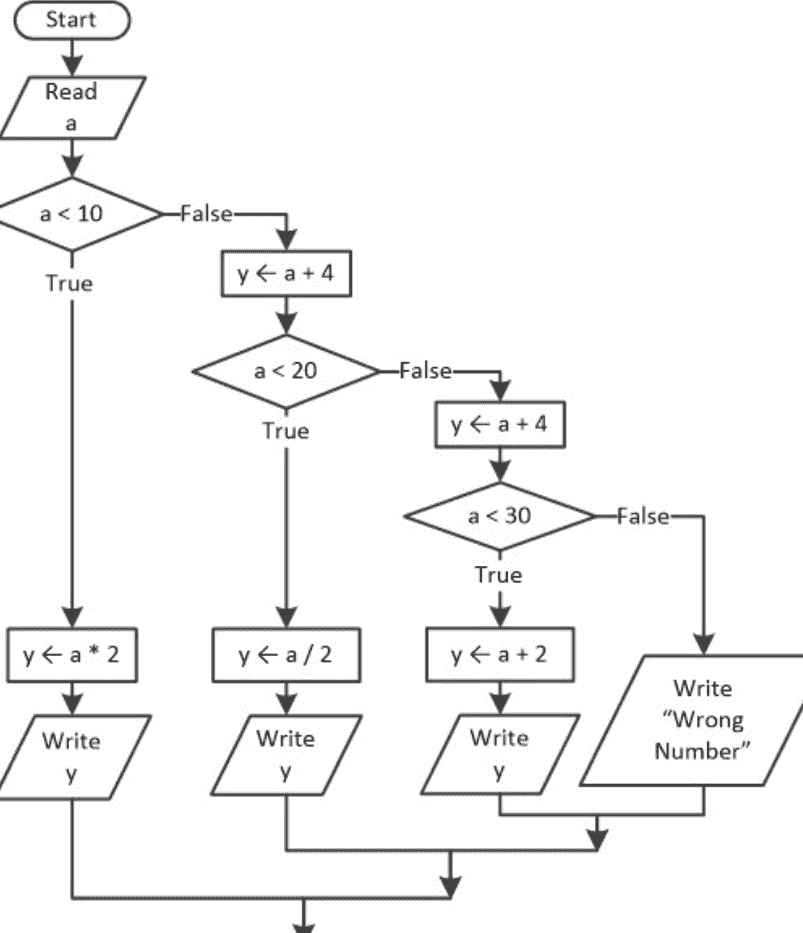 Start
Read
a
a < 10
False
y ← a + 4
True
a < 20
False
y ← a + 4
True
a < 30
False
True
y ← a * 2
y ← a / 2
y ← a + 2
Write
"Wrong
Number"
Write
y
Write
y
Write
y